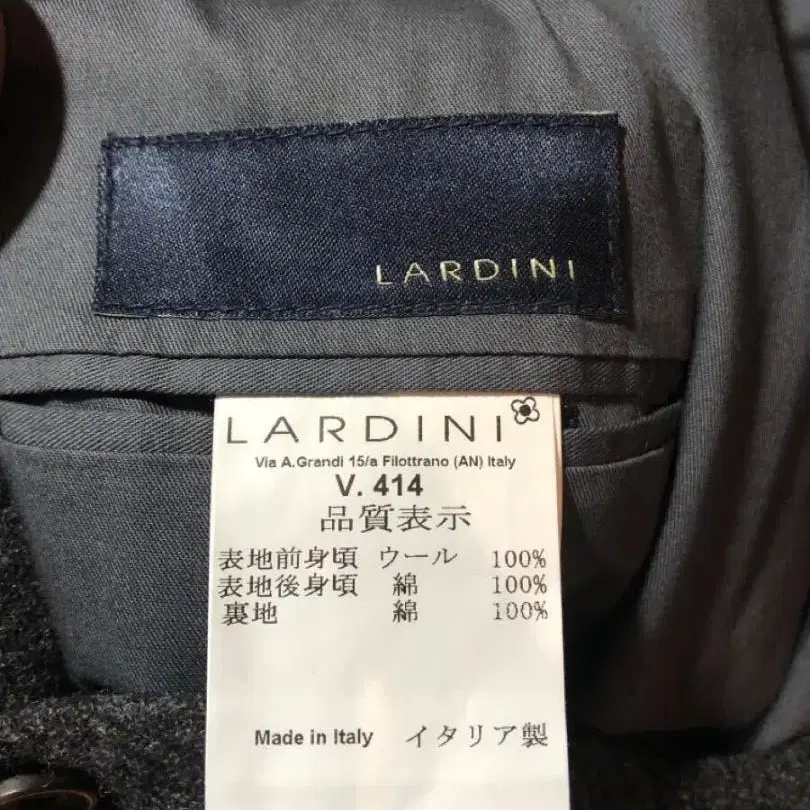 LARDINI
LARDINI
Via A.Grandi 15/a Filottrano (AN) Italy
V. 414
品質表示
表地前身頃 ウール 100%
表地後身頃 綿 100%
裏地 綿 100%
Made in Italy イタリア製